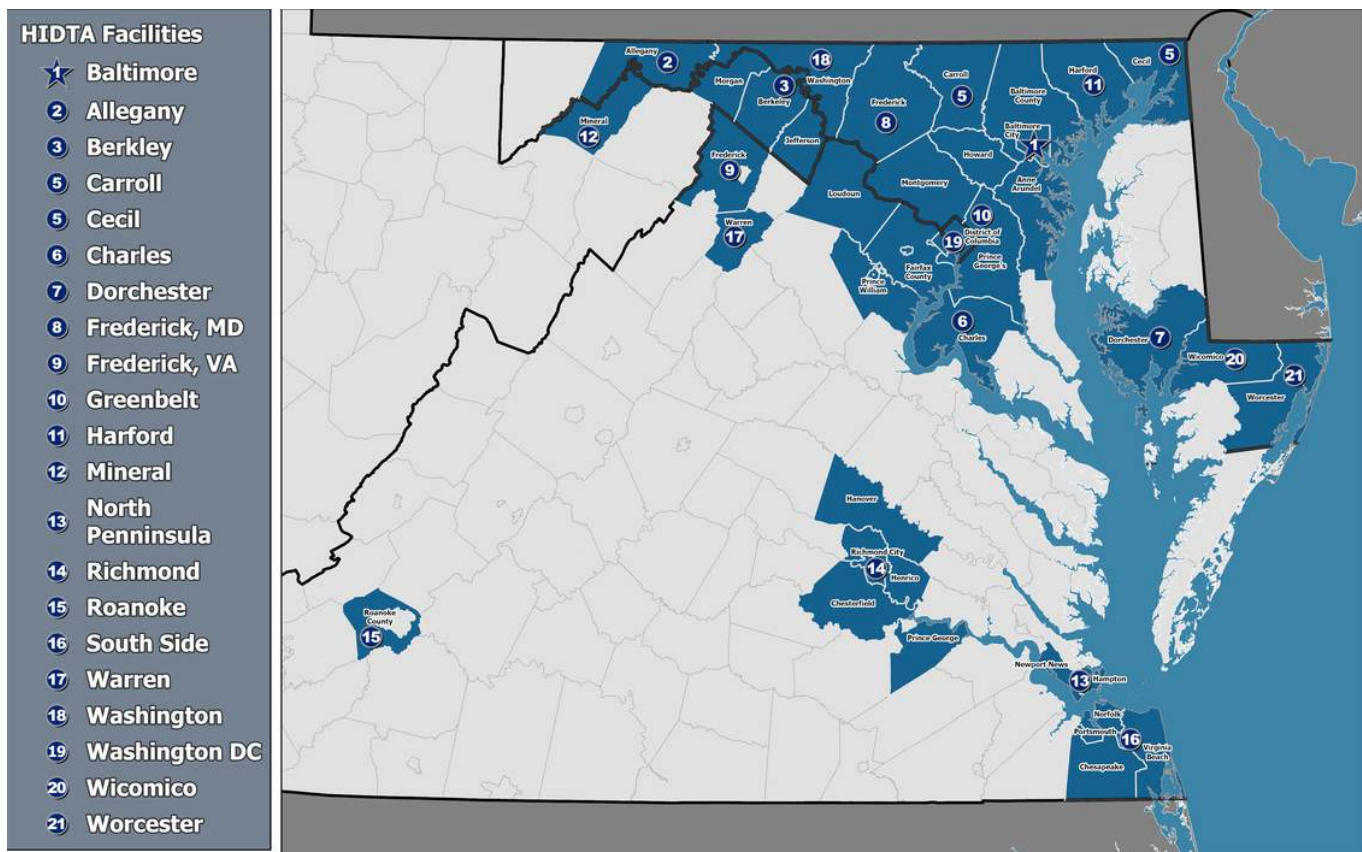 HIDTA Facilities
1 Baltimore
2 Allegany
3 Berkley
5 Carroll
5 Cecil
6 Charles
7 Dorchester
8 Frederick, MD
9 Frederick, VA
10 Greenbelt
11 Harford
12 Mineral
13 North
Penninsula
14 Richmond
15 Roanoke
16 South Side
17 Warren
18 Washington
19 Washington DC
20 Wicomico
21 Worcester
Allegany
2
Morgan
3
Berkeley
18
Washington
Jefferson
Mineral
12
Frederick
8
Carroll
5
Baltimore
County
Harford
11
Cecil
5
Baltimore
City
1
Howard
Anne
Arundel
Montgomery
Frederick
9
Loudoun
Warren
17
10
19
District of
Columbia
Prince
George's
Fairfax
County
Prince
William
6
Charles
Dorchester
7
Wicomico
20
21
Worcester
Hanover
Richmond City
14
Henrico
Chesterfield
Prince George
Roanoke
County
15
Newport News
13
Hampton
Norfolk
Portsmouth
16
Virginia
Beach
Chesapeake